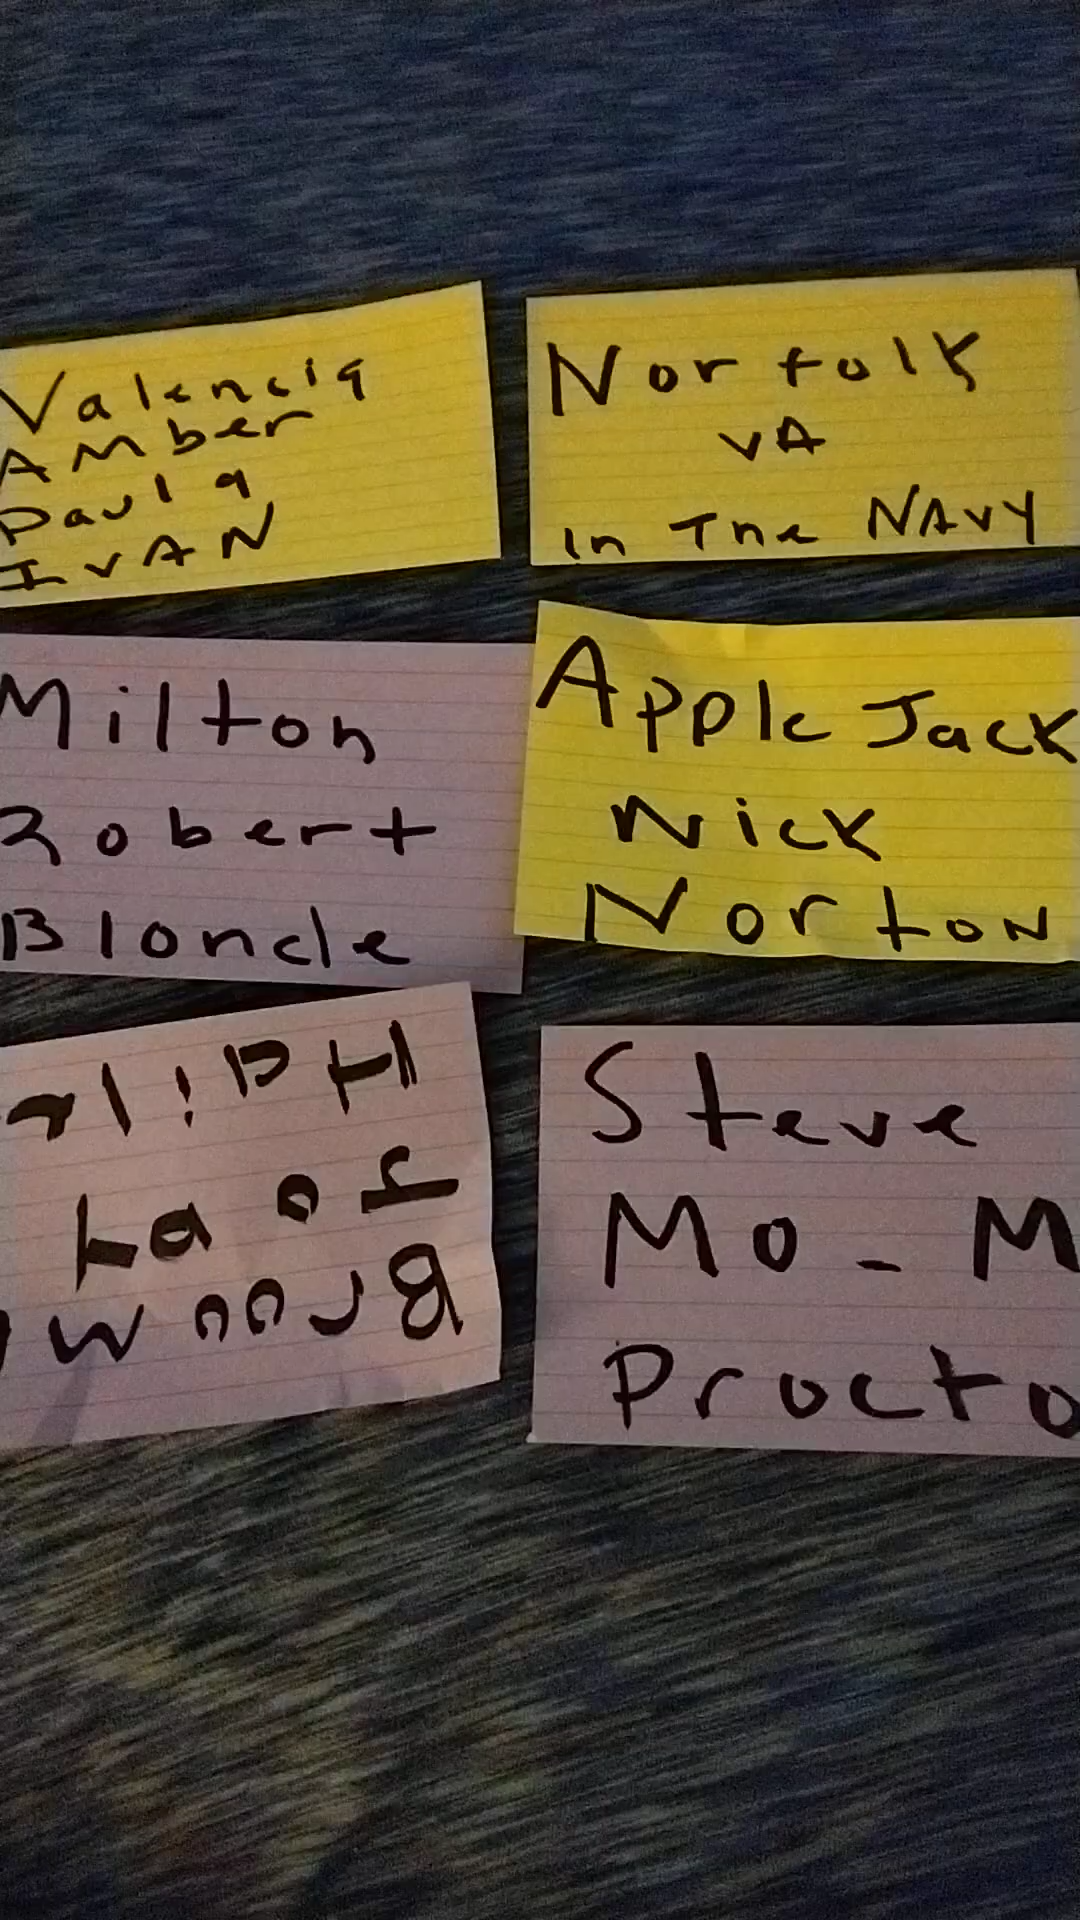 Valencia
AMber
Paula
IVAN
Norfolk
VA
In The NAVY
Milton
Robert
Blonde
Apple Jack
Nick
NortoN
Steve
Mo - M
Procto